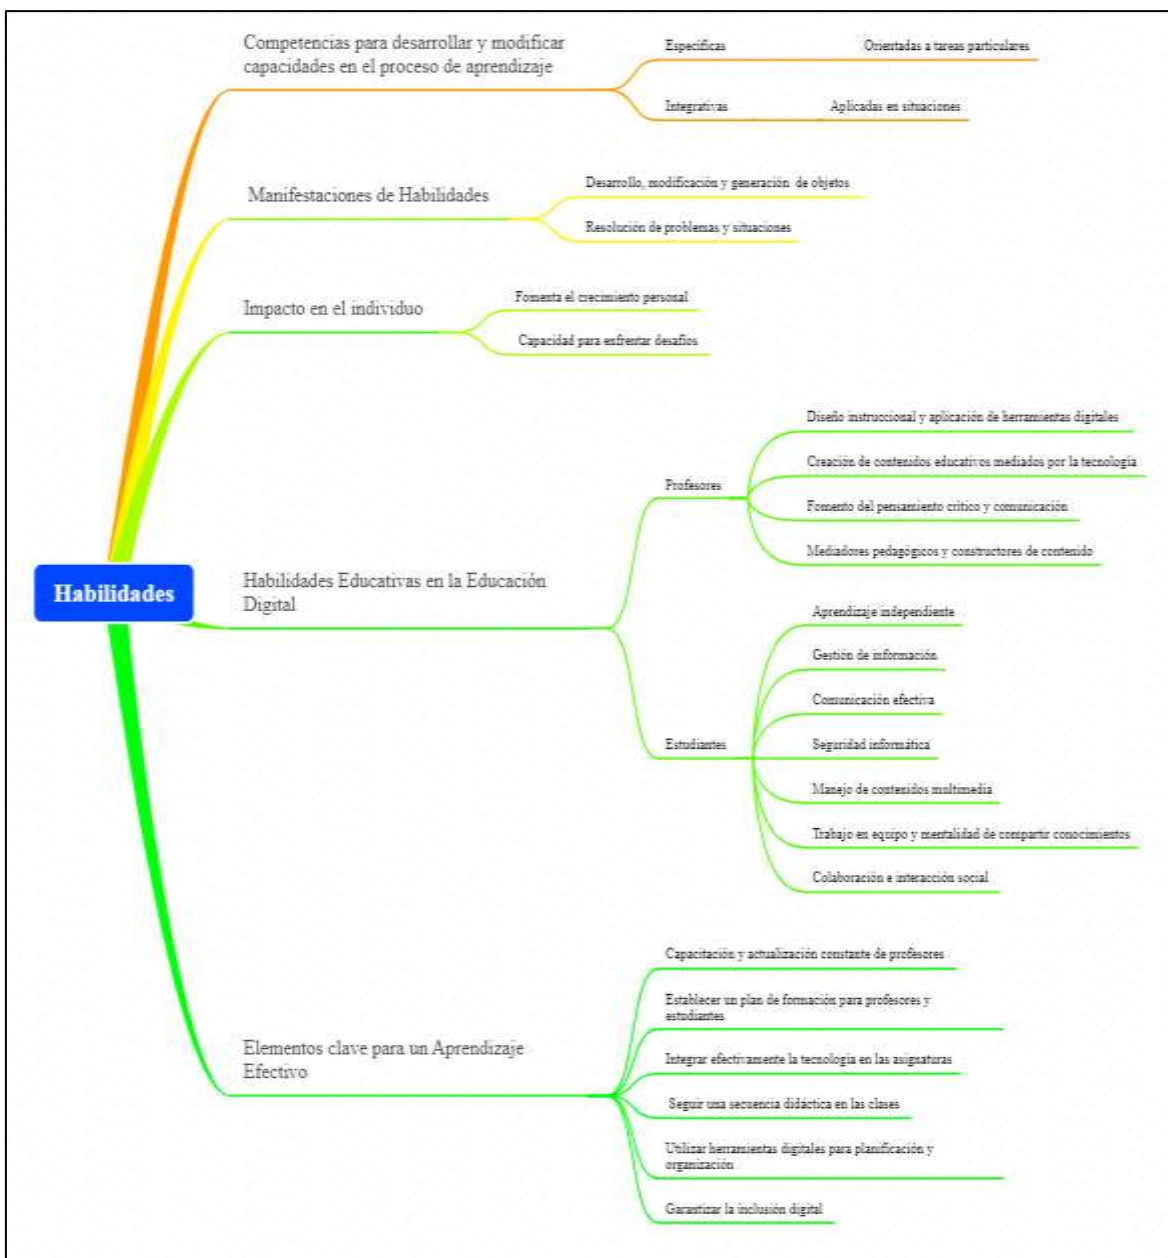 Competencias para desarrollar y modificar
capacidades en el proceso de aprendizaje
Específicas
Orientadas a tareas particulares
Integrativas
Aplicadas en situaciones
Manifestaciones de Habilidades
Desarrollo, modificación y generación de objetos
Resolución de problemas y situaciones
Impacto en el individuo
Fomenta el crecimiento personal
Capacidad para enfrentar desafíos
Habilidades
Habilidades Educativas en la Educación
Digital
Profesores
Diseño instruccional y aplicación de herramientas digitales
Creación de contenidos educativos mediados por la tecnología
Fomento del pensamiento crítico y comunicación
Mediadores pedagógicos y constructores de contenido
Estudiantes
Aprendizaje independiente
Gestión de información
Comunicación efectiva
Seguridad informática
Manejo de contenidos multimedia
Trabajo en equipo y mentalidad de compartir conocimientos
Colaboración e interacción social
Elementos clave para un Aprendizaje
Efectivo
Capacitación y actualización constante de profesores
Establecer un plan de formación para profesores y
estudiantes
Integrar efectivamente la tecnología en las asignaturas
Seguir una secuencia didáctica en las clases
Utilizar herramientas digitales para planificación y
organización
Garantizar la inclusión digital